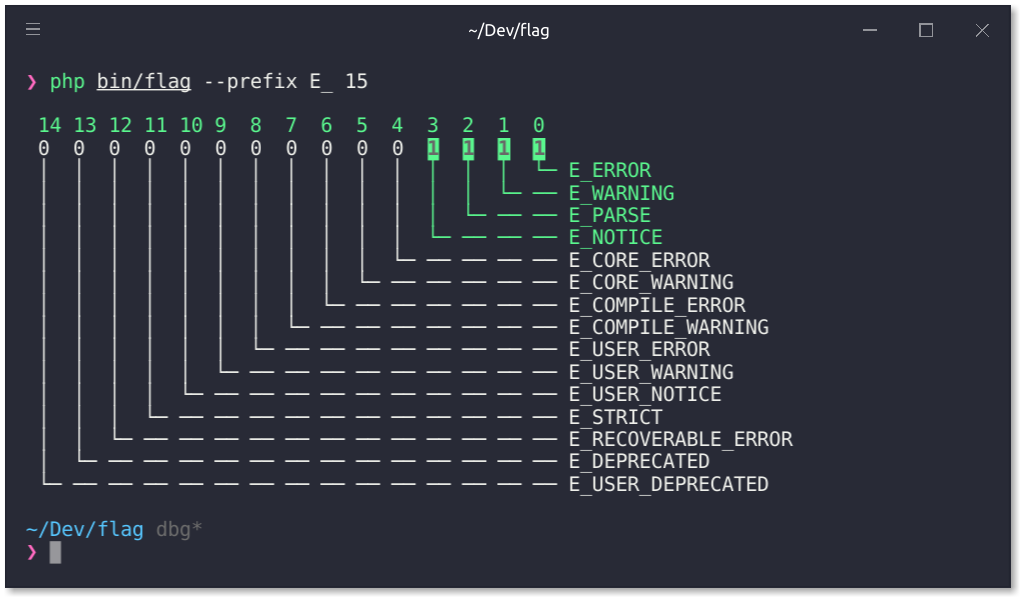 ~/Dev/flag
❯ php bin/flag --prefix E_ 15
14 13 12 11 10 9 8 7 6 5 4 3 2 1 0
0 0 0 0 0 0 0 0 0 0 0 1 1 1 1
E_ERROR
E_WARNING
E_PARSE
E_NOTICE
E_CORE_ERROR
E_CORE_WARNING
E_COMPILE_ERROR
E_COMPILE_WARNING
E_USER_ERROR
E_USER_WARNING
E_USER_NOTICE
E_STRICT
E_RECOVERABLE_ERROR
E_DEPRECATED
E_USER_DEPRECATED
~/Dev/flag dbg*
❯